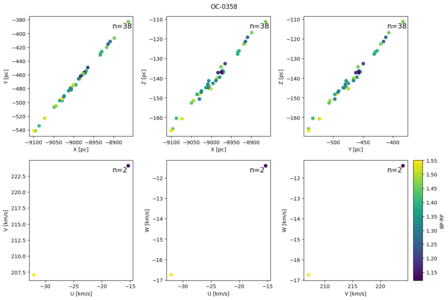 OC-0358
n=38
n=38
n=38
−380
−400
−420
−440
−460
−480
−500
−520
−540
Y [pc]
−9100 −9050 −9000 −8950 −8900
X [pc]
−110
−120
−130
−140
−150
−160
Z [pc]
−9100 −9050 −9000 −8950 −8900
X [pc]
−110
−120
−130
−140
−150
−160
Z [pc]
−500 −450 −400
Y [pc]
n=2
n=2
n=2
222.5
220.0
217.5
215.0
212.5
210.0
207.5
V [km/s]
−30 −25 −20 −15
U [km/s]
−12
−13
−14
−15
−16
−17
W [km/s]
−30 −25 −20 −15
U [km/s]
−12
−13
−14
−15
−16
−17
W [km/s]
210 215 220
V [km/s]
1.55
1.50
1.45
1.40
1.35
1.30
1.25
1.20
1.15
BP-RP